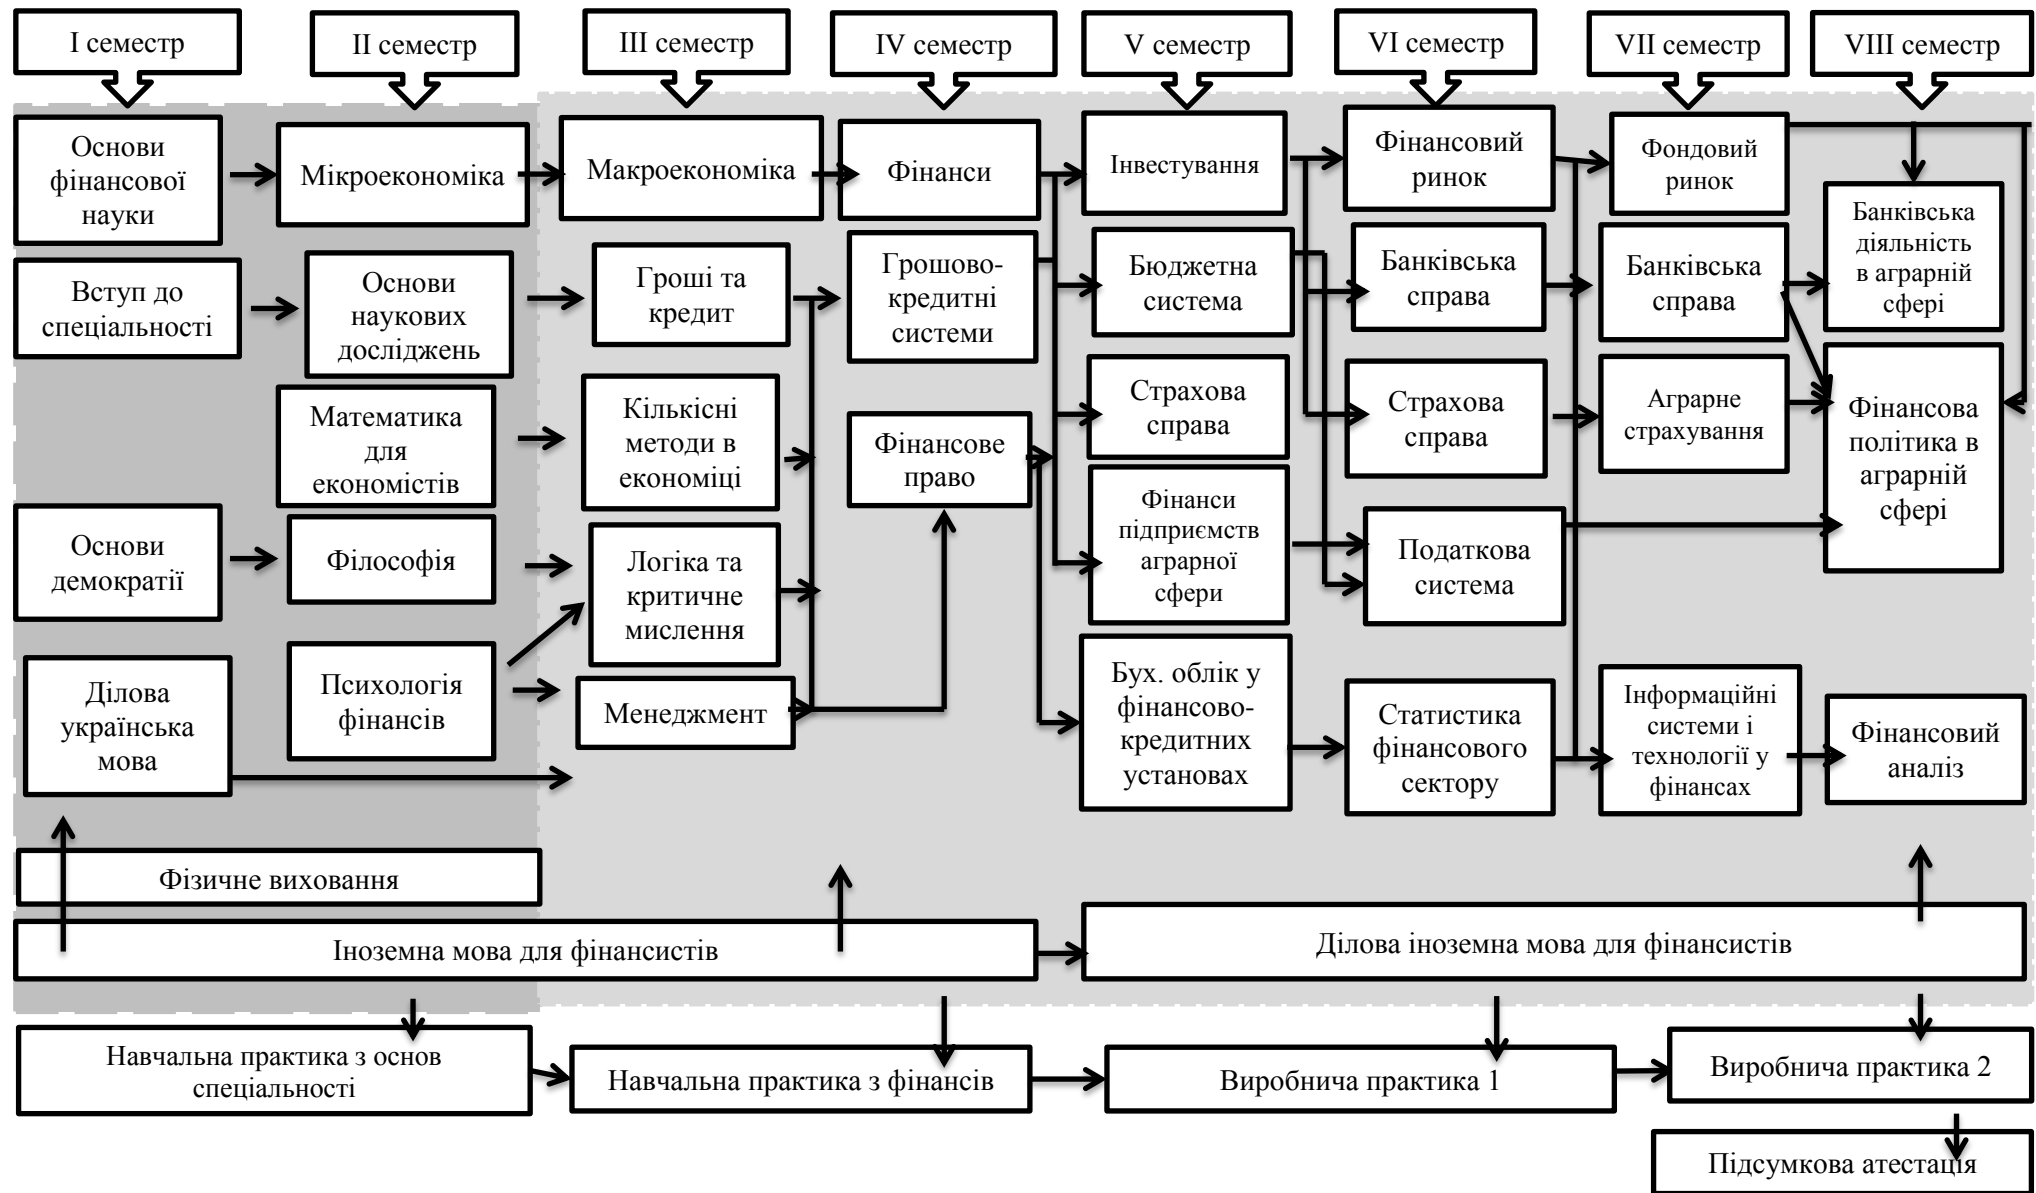 I семестр
II семестр
III семестр
IV семестр
V семестр
VI семестр
VII семестр
VIII семестр
Основи
фінансової
науки
Вступ до
спеціальності
Основи
демократії
Ділова
українська
мова
Мікроекономіка
Основи
наукових
досліджень
Математика
для
економістів
Філософія
Психологія
фінансів
Макроекономіка
Гроші та
кредит
Кількісні
методи в
економіці
Логіка та
критичне
мислення
Менеджмент
Фінанси
Грошово-
кредитні
системи
Фінансове
право
Інвестування
Бюджетна
система
Страхова
справа
Фінанси
підприємств
аграрної
сфери
Бух. облік у
фінансово-
кредитних
установах
Фінансовий
ринок
Банківська
справа
Страхова
справа
Податкова
система
Статистика
фінансового
сектору
Фондовий
ринок
Банківська
справа
Аграрне
страхування
Інформаційні
системи і
технології у
фінансах
Банківська
діяльність
в аграрній
сфері
Фінансова
політика в
аграрній
сфері
Фінансовий
аналіз
Фізичне виховання
Іноземна мова для фінансистів
Ділова іноземна мова для фінансистів
Навчальна практика з основ
спеціальності
Навчальна практика з фінансів
Виробнича практика 1
Виробнича практика 2
Підсумкова атестація